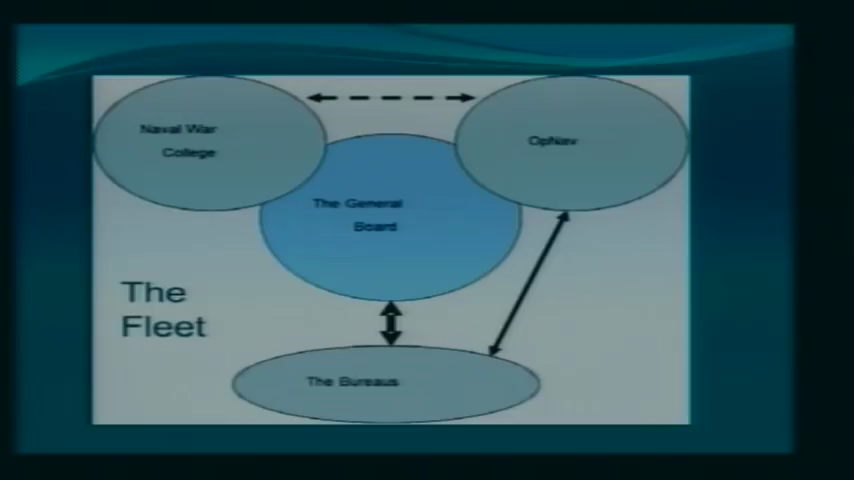 Naval War
College
OpNav
The General
Board
The
Fleet
The Bureaus